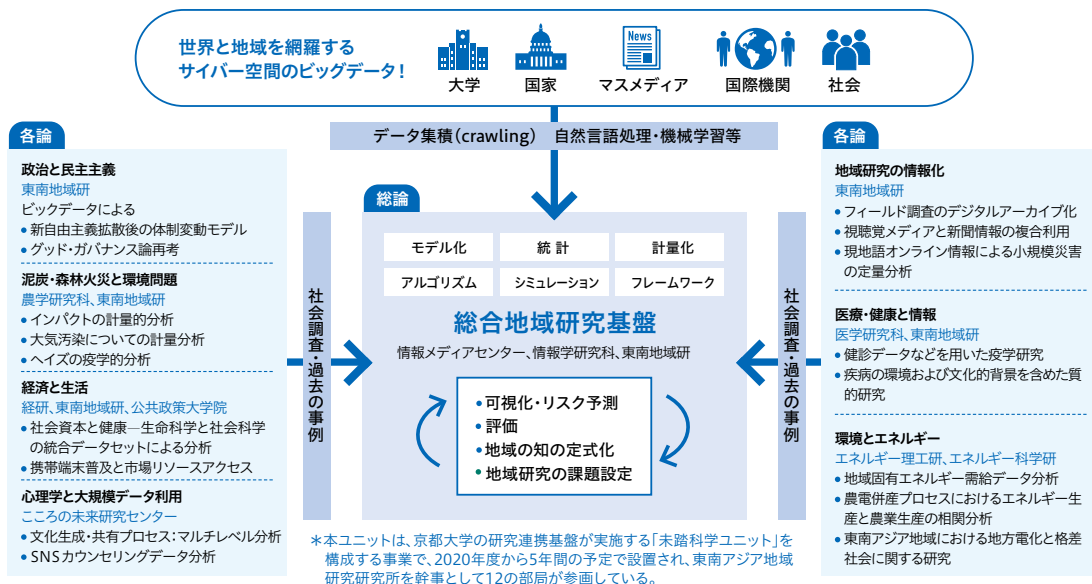 世界と地域を網羅する
サイバー空間のビッグデータ！
News
大学
国家
マスメディア
国際機関
社会
データ集積（crawling）　自然言語処理・機械学習等
各論
政治と民主主義
東南地域研
ビックデータによる
●新自由主義拡散後の体制変動モデル
●グッド・ガバナンス論再考
泥炭・森林火災と環境問題
農学研究科、東南地域研
●インパクトの計量的分析
●大気汚染についての計量分析
●ヘイズの疫学的分析
経済と生活
経研、東南地域研、公共政策大学院
●社会資本と健康―生命科学と社会科学
の統合データセットによる分析
●携帯端末普及と市場リソースアクセス
心理学と大規模データ利用
こころの未来研究センター
●文化生成・共有プロセス：マルチレベル分析
●SNSカウンセリングデータ分析
社会調査・過去の事例
総論
モデル化
統計
計量化
アルゴリズム
シミュレーション
フレームワーク
総合地域研究基盤
情報メディアセンター、情報学研究科、東南地域研
●可視化・リスク予測
●評価
●地域の知の定式化
●地域研究の課題設定
社会調査・過去の事例
各論
地域研究の情報化
東南地域研
●フィールド調査のデジタルアーカイブ化
●視聴覚メディアと新聞情報の複合利用
●現地語オンライン情報による小規模災害
の定量分析
医療・健康と情報
医学研究科、東南地域研
●健診データなどを用いた疫学研究
●疾病の環境および文化的背景を含めた質
的研究
環境とエネルギー
エネルギー理工研、エネルギー科学研
●地域固有エネルギー需給データ分析
●農電併産プロセスにおけるエネルギー生
産と農業生産の相関分析
●東南アジア地域における地方電化と格差
社会に関する研究
＊本ユニットは、京都大学の研究連携基盤が実施する「未踏科学ユニット」を
構成する事業で、2020年度から5年間の予定で設置され、東南アジア地域
研究研究所を幹事として12の部局が参画している。